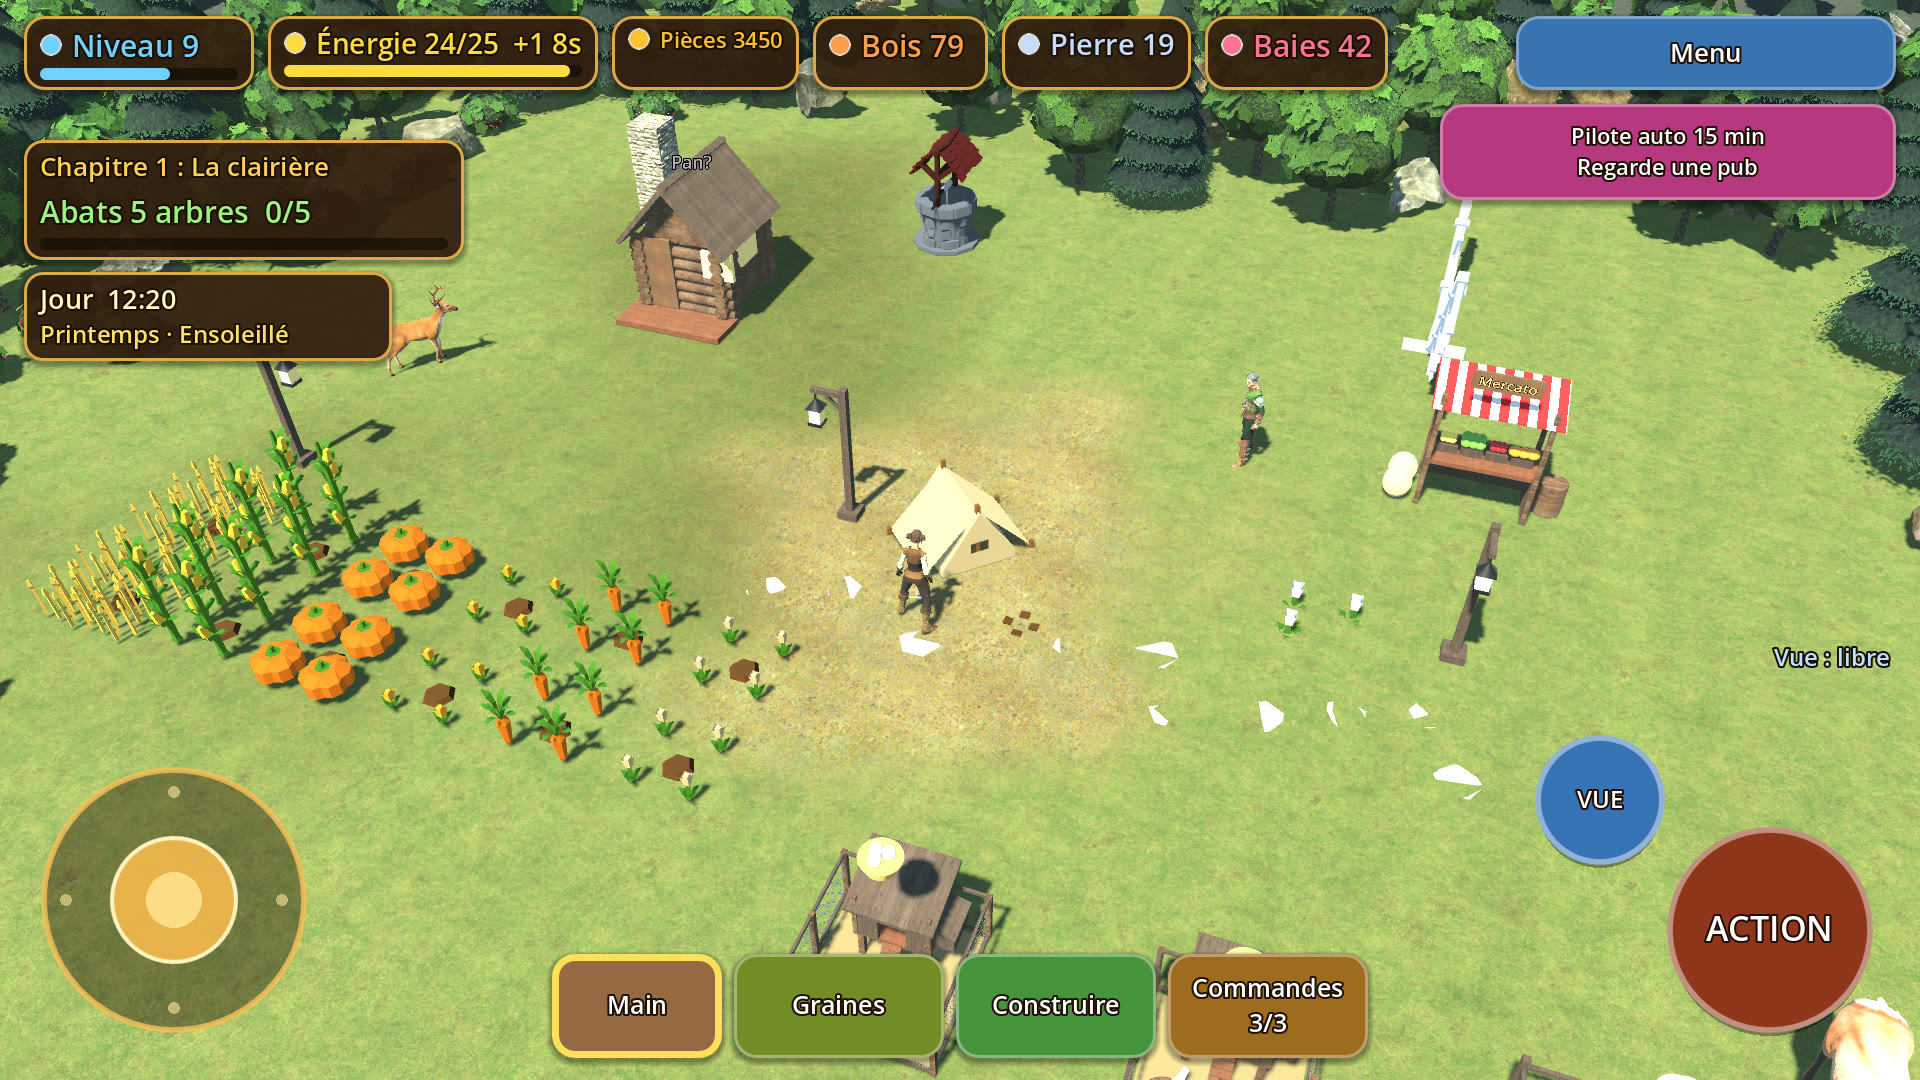 Niveau 9
Énergie 24/25 +1 8s
Pièces 3450
Bois 79
Pierre 19
Baies 42
Menu
Pilote auto 15 min
Regarde une pub
Chapitre 1 : La clairière
Abats 5 arbres 0/5
Jour 12:20
Printemps · Ensoleillé
Pan?
Mercato
Vue : libre
VUE
ACTION
Main
Graines
Construire
Commandes
3/3